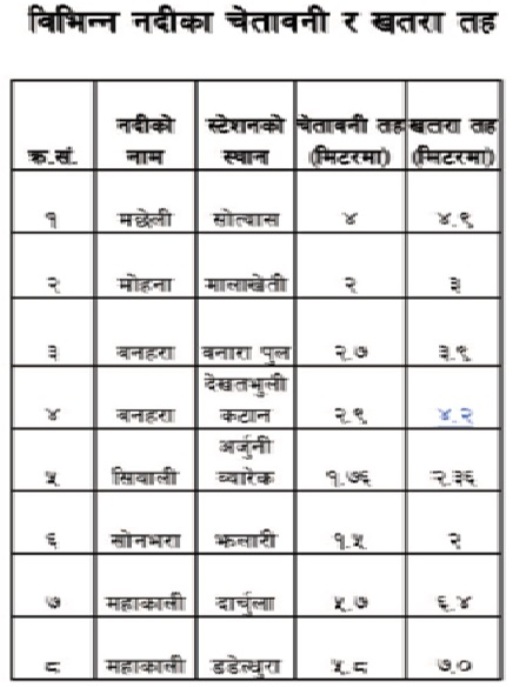 विभिन्न नदीका चेतावनी र खतरा तह
क्र.सं. नदीको नाम स्टेशनको स्थान चेतावनी तह (मिटरमा) खतरा तह (मिटरमा)
१ मछेली सोत्यास ४ ४.९
२ मोहना मालाखेती २ ३
३ बनहरा बनारा पुल २.७ ३.९
४ बनहरा देखतभुली कटान २.९ ४.२
५ सियाली अर्जुनी ब्यारेक १.७६ २.३६
६ सोनभरा झलारी १.५ २
७ महाकाली दार्चुला ५.७ ६.४
८ महाकाली डडेल्धुरा ५.८ ७.०